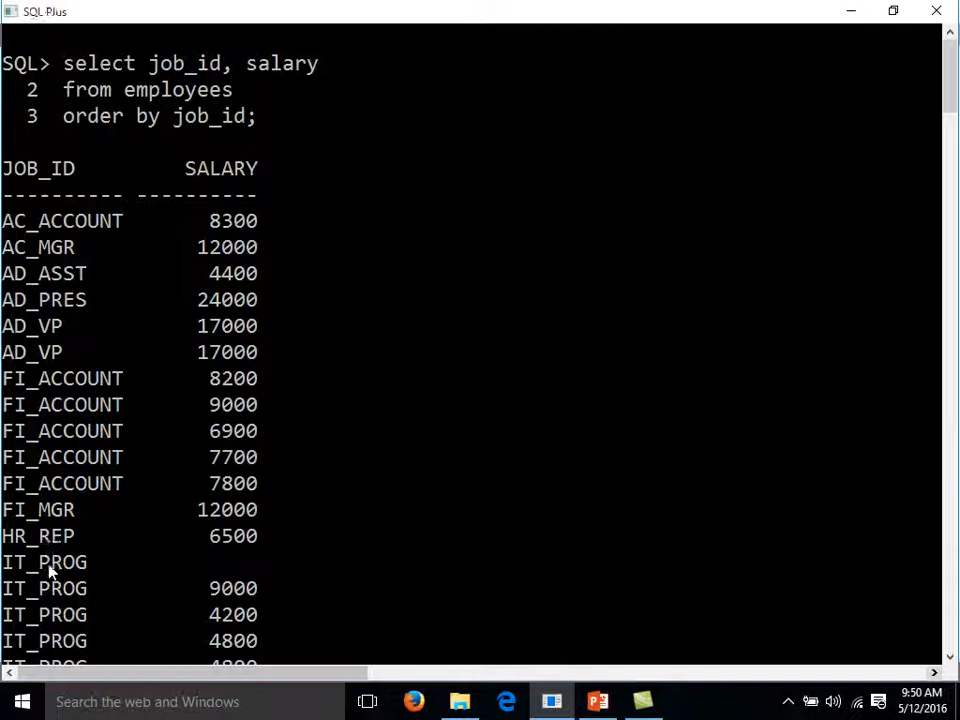 SQL Plus
SQL> select job_id, salary
2 from employees
3 order by job_id;
JOB_ID SALARY
---------- ----------
AC_ACCOUNT 8300
AC_MGR 12000
AD_ASST 4400
AD_PRES 24000
AD_VP 17000
AD_VP 17000
FI_ACCOUNT 8200
FI_ACCOUNT 9000
FI_ACCOUNT 6900
FI_ACCOUNT 7700
FI_ACCOUNT 7800
FI_MGR 12000
HR_REP 6500
IT_PROG
IT_PROG 9000
IT_PROG 4200
IT_PROG 4800
IT_PROG 4800
Search the web and Windows
9:50 AM
5/12/2016